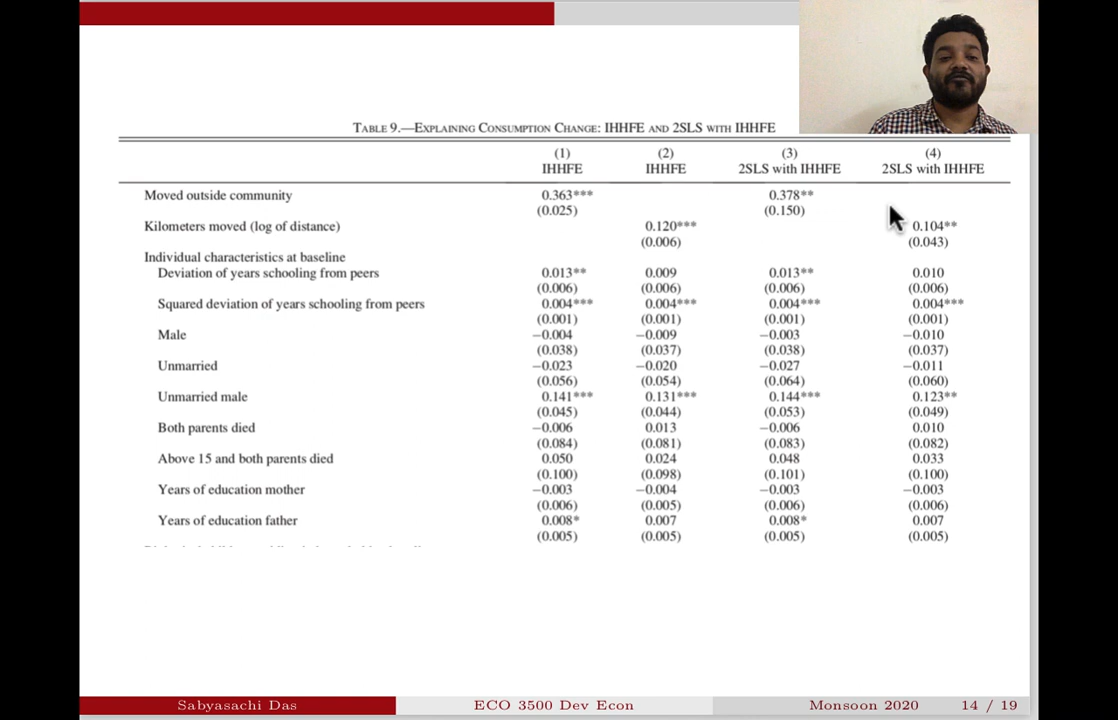 TABLE 9.—EXPLAINING CONSUMPTION CHANGE: IHHFE AND 2SLS WITH IHHFE
(1) (2) (3) (4)
IHHFE IHHFE 2SLS with IHHFE 2SLS with IHHFE
Moved outside community 0.363*** 0.378**
(0.025) (0.150)
Kilometers moved (log of distance) 0.120*** 0.104**
(0.006) (0.043)
Individual characteristics at baseline
Deviation of years schooling from peers 0.013** 0.009 0.013** 0.010
(0.006) (0.006) (0.006) (0.006)
Squared deviation of years schooling from peers 0.004*** 0.004*** 0.004*** 0.004***
(0.001) (0.001) (0.001) (0.001)
Male −0.004 −0.009 −0.003 −0.010
(0.038) (0.037) (0.038) (0.037)
Unmarried −0.023 −0.020 −0.027 −0.011
(0.056) (0.054) (0.064) (0.060)
Unmarried male 0.141*** 0.131*** 0.144*** 0.123**
(0.045) (0.044) (0.053) (0.049)
Both parents died −0.006 0.013 −0.006 0.010
(0.084) (0.081) (0.083) (0.082)
Above 15 and both parents died 0.050 0.024 0.048 0.033
(0.100) (0.098) (0.101) (0.100)
Years of education mother −0.003 −0.004 −0.003 −0.003
(0.006) (0.005) (0.006) (0.006)
Years of education father 0.008* 0.007 0.008* 0.007
(0.005) (0.005) (0.005) (0.005)
Sabyasachi Das ECO 3500 Dev Econ Monsoon 2020 14 / 19